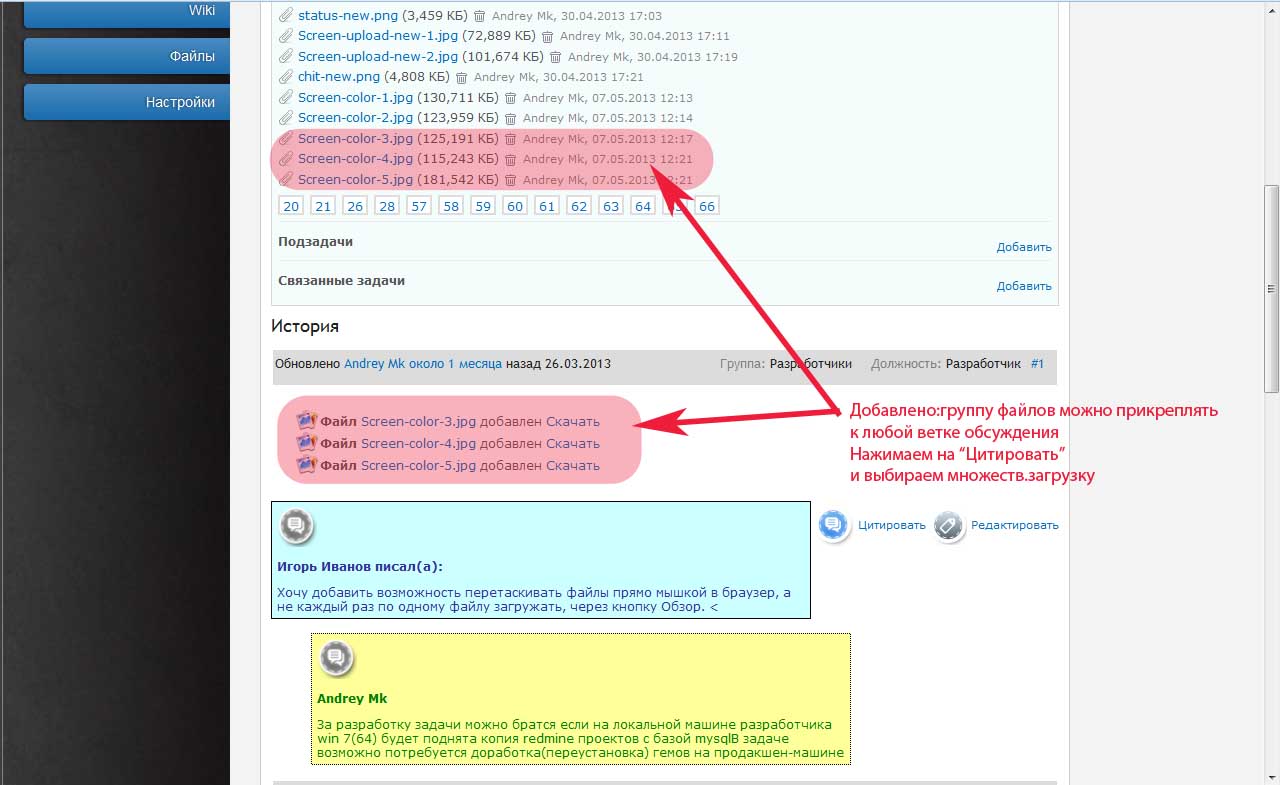 Wiki
Файлы
Настройки
status-new.png (3,459 КБ) Andrey Mk, 30.04.2013 17:03
Screen-upload-new-1.jpg (72,889 КБ) Andrey Mk, 30.04.2013 17:11
Screen-upload-new-2.jpg (101,674 КБ) Andrey Mk, 30.04.2013 17:19
chit-new.png (4,808 КБ) Andrey Mk, 30.04.2013 17:21
Screen-color-1.jpg (130,711 КБ) Andrey Mk, 07.05.2013 12:13
Screen-color-2.jpg (123,959 КБ) Andrey Mk, 07.05.2013 12:14
Screen-color-3.jpg (125,191 КБ) Andrey Mk, 07.05.2013 12:17
Screen-color-4.jpg (115,243 КБ) Andrey Mk, 07.05.2013 12:21
Screen-color-5.jpg (181,542 КБ) Andrey Mk, 07.05.2013 12:21
20 21 26 28 57 58 59 60 61 62 63 64 66
Подзадачи Добавить
Связанные задачи Добавить
История
Обновлено Andrey Mk около 1 месяца назад 26.03.2013 Группа: Разработчики Должность: Разработчик #1
Файл Screen-color-3.jpg добавлен Скачать
Файл Screen-color-4.jpg добавлен Скачать
Файл Screen-color-5.jpg добавлен Скачать
Добавлено:группу файлов можно прикреплять
к любой ветке обсуждения
Нажимаем на “Цитировать”
и выбираем множеств.загрузку
Цитировать Редактировать
Игорь Иванов писал(а):
Хочу добавить возможность перетаскивать файлы прямо мышкой в браузер, а
не каждый раз по одному файлу загружать, через кнопку Обзор. <
Andrey Mk
За разработку задачи можно братся если на локальной машине разработчика
win 7(64) будет поднята копия redmine проектов с базой mysqlВ задаче
возможно потребуется доработка(переустановка) гемов на продакшен-машине